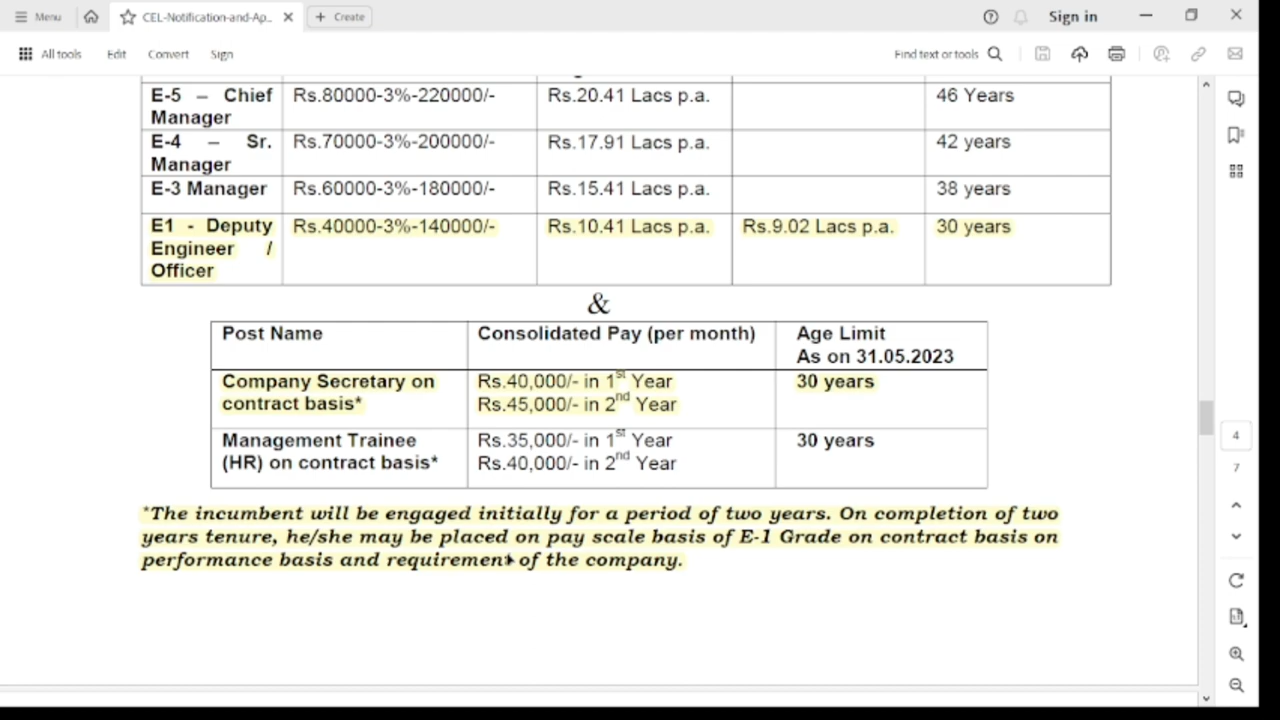 Menu
CEL-Notification-and-Ap...
Create
Sign in
All tools Edit Convert Sign
Find text or tools
E-5 – Chief Manager Rs.80000-3%-220000/- Rs.20.41 Lacs p.a. 46 Years
E-4 – Sr. Manager Rs.70000-3%-200000/- Rs.17.91 Lacs p.a. 42 years
E-3 Manager Rs.60000-3%-180000/- Rs.15.41 Lacs p.a. 38 years
E1 - Deputy Engineer / Officer Rs.40000-3%-140000/- Rs.10.41 Lacs p.a. Rs.9.02 Lacs p.a. 30 years
&
Post Name Consolidated Pay (per month) Age Limit
As on 31.05.2023
Company Secretary on contract basis* Rs.40,000/- in 1st Year
Rs.45,000/- in 2nd Year
30 years
Management Trainee (HR) on contract basis* Rs.35,000/- in 1st Year
Rs.40,000/- in 2nd Year
30 years
*The incumbent will be engaged initially for a period of two years. On completion of two
years tenure, he/she may be placed on pay scale basis of E-1 Grade on contract basis on
performance basis and requirement of the company.
4
7